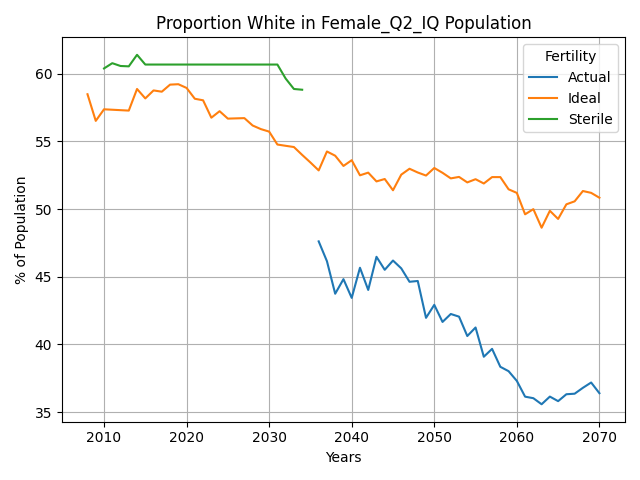 Proportion White in Female_Q2_IQ Population
Fertility
Actual
Ideal
Sterile
% of Population
60
55
50
45
40
35
2010
2020
2030
2040
2050
2060
2070
Years